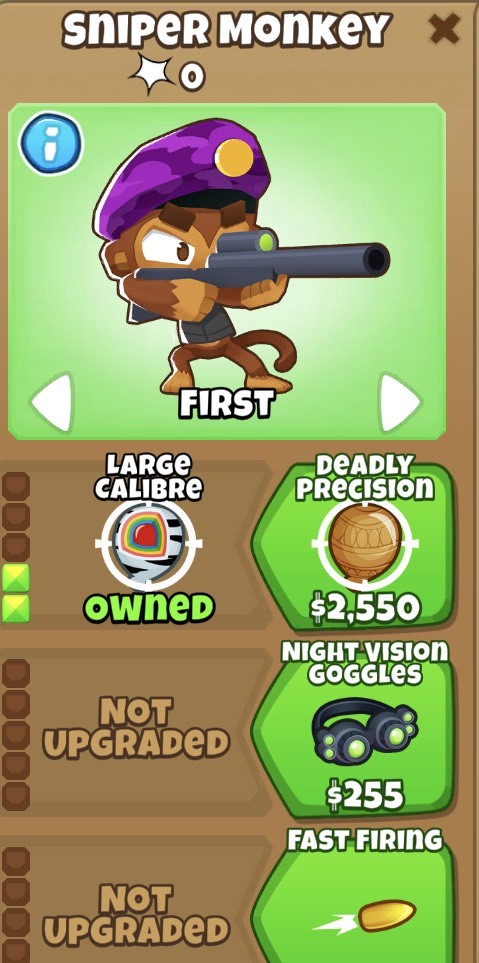 SNIPER MONKEY
0
i
FIRST
LARGE
CALIBRE
OWNED
DEADLY
PRECISION
$2,550
NOT
UPGRADED
NIGHT VISION
GOGGLES
$255
NOT
UPGRADED
FAST FIRING